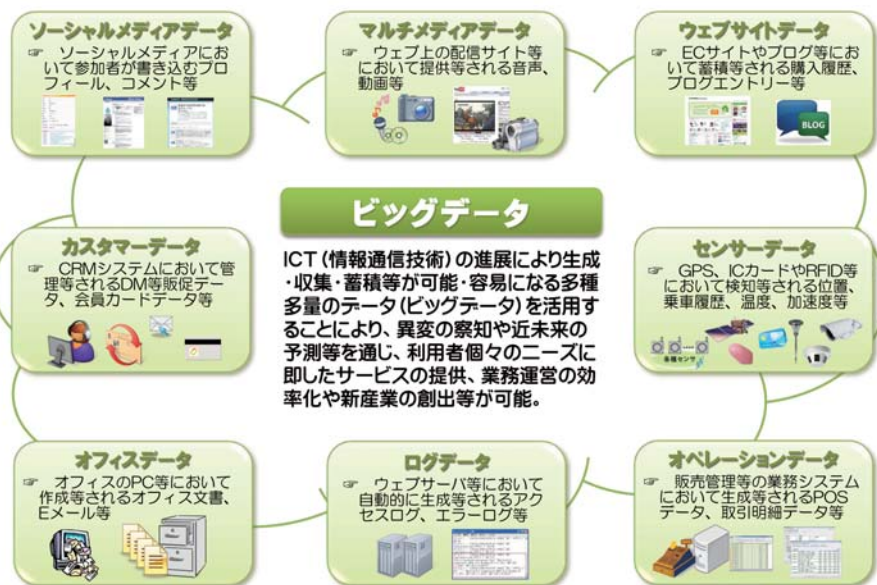 ソーシャルメディアデータ
☞ ソーシャルメディアにお
いて参加者が書き込むプロ
フィール、コメント等
マルチメディアデータ
☞ ウェブ上の配信サイト等
において提供等される音声、
動画等
ウェブサイトデータ
☞ ECサイトやブログ等にお
いて蓄積等される購入履歴、
ブログエントリー等
BLOG
カスタマーデータ
☞ CRMシステムにおいて管
理等されるDM等販促デー
タ、会員カードデータ等
ビッグデータ
ICT(情報通信技術)の進展により生成
・収集・蓄積等が可能・容易になる多種
多量のデータ(ビッグデータ)を活用す
ることにより、異変の察知や近未来の
予測等を通じ、利用者個々のニーズに
即したサービスの提供、業務運営の効
率化や新産業の創出等が可能。
センサーデータ
☞ GPS、ICカードやRFID等
において検知等される位置、
乗車履歴、温度、加速度等
各種センサ
オフィスデータ
☞ オフィスのPC等において
作成等されるオフィス文書、
Eメール等
ログデータ
☞ ウェブサーバ等において
自動的に生成等されるアク
セスログ、エラーログ等
オペレーションデータ
☞ 販売管理等の業務システム
において生成等されるPOS
データ、取引明細データ等